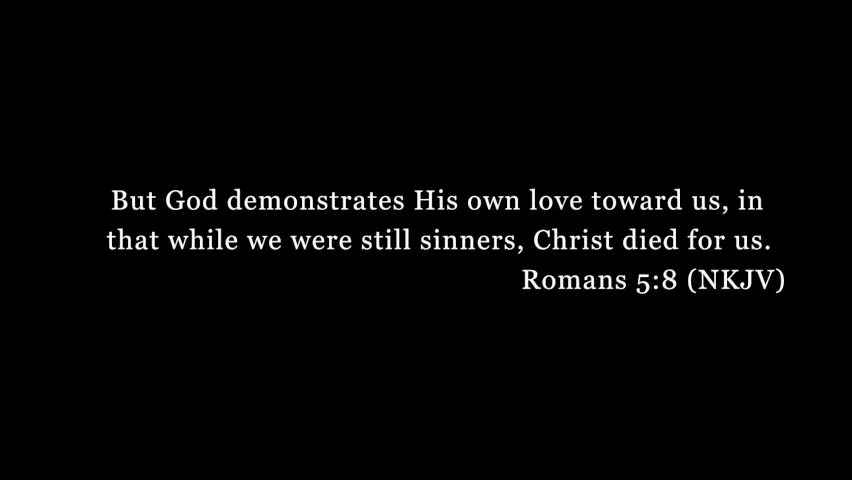 But God demonstrates His own love toward us, in
that while we were still sinners, Christ died for us.
Romans 5:8 (NKJV)